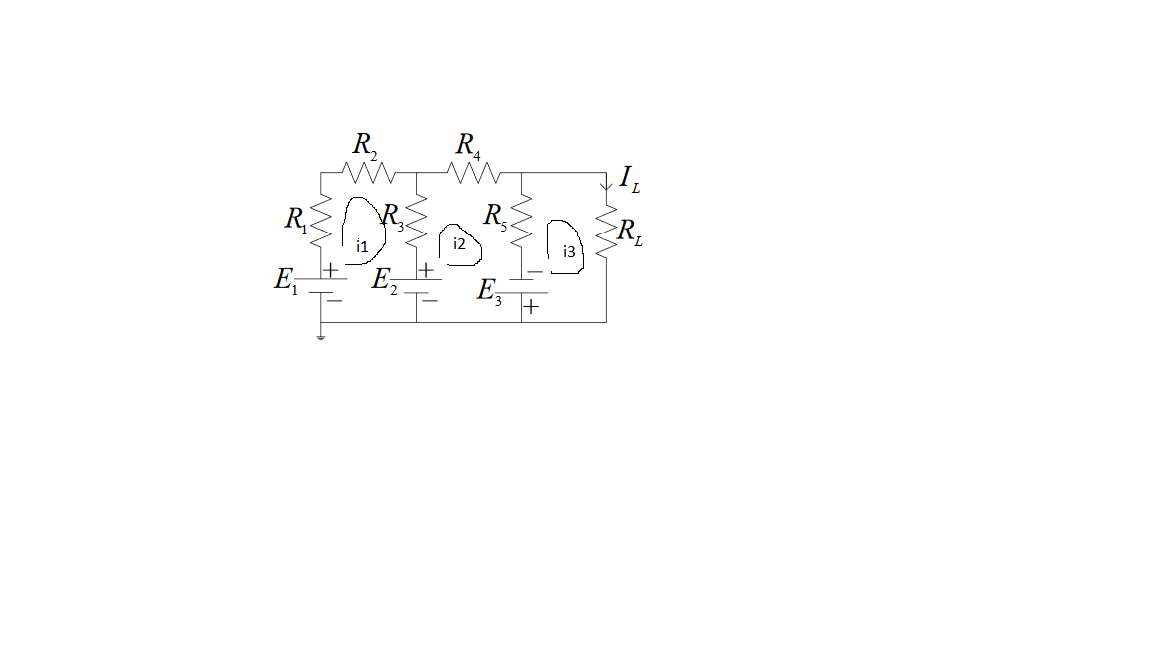 R2 R4
IL
R1 R3 R5 RL
i1 i2 i3
+ + −
E1 E2 E3
− − +